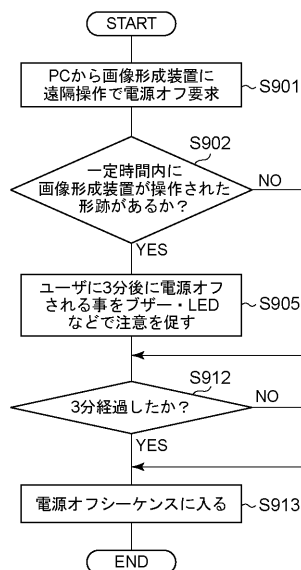 START
PCから画像形成装置に
遠隔操作で電源オフ要求
S901
S902
一定時間内に
画像形成装置が操作された
形跡があるか？
NO
YES
ユーザに3分後に電源オフ
される事をブザー・LED
などで注意を促す
S905
S912
3分経過したか？
NO
YES
電源オフシーケンスに入る
S913
END